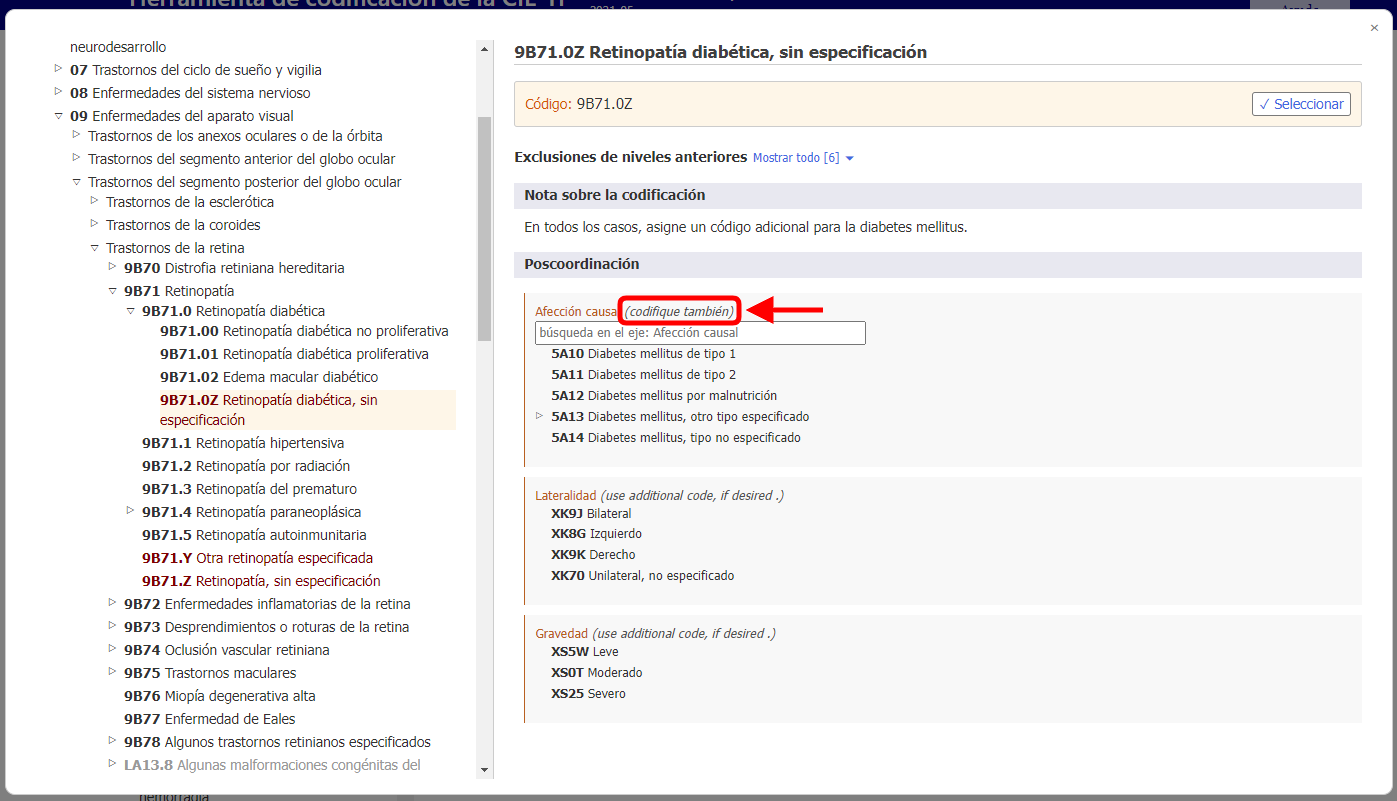 Herramienta de codificación de la CIE-11
2021-05
Ayuda
×
neurodesarrollo
07 Trastornos del ciclo de sueño y vigilia
08 Enfermedades del sistema nervioso
09 Enfermedades del aparato visual
Trastornos de los anexos oculares o de la órbita
Trastornos del segmento anterior del globo ocular
Trastornos del segmento posterior del globo ocular
Trastornos de la esclerótica
Trastornos de la coroides
Trastornos de la retina
9B70 Distrofia retiniana hereditaria
9B71 Retinopatía
9B71.0 Retinopatía diabética
9B71.00 Retinopatía diabética no proliferativa
9B71.01 Retinopatía diabética proliferativa
9B71.02 Edema macular diabético
9B71.0Z Retinopatía diabética, sin
especificación
9B71.1 Retinopatía hipertensiva
9B71.2 Retinopatía por radiación
9B71.3 Retinopatía del prematuro
9B71.4 Retinopatía paraneoplásica
9B71.5 Retinopatía autoinmunitaria
9B71.Y Otra retinopatía especificada
9B71.Z Retinopatía, sin especificación
9B72 Enfermedades inflamatorias de la retina
9B73 Desprendimientos o roturas de la retina
9B74 Oclusión vascular retiniana
9B75 Trastornos maculares
9B76 Miopía degenerativa alta
9B77 Enfermedad de Eales
9B78 Algunos trastornos retinianos especificados
LA13.8 Algunas malformaciones congénitas del
hemorragia
9B71.0Z Retinopatía diabética, sin especificación
Código: 9B71.0Z
✓ Seleccionar
Exclusiones de niveles anteriores Mostrar todo [6]
Nota sobre la codificación
En todos los casos, asigne un código adicional para la diabetes mellitus.
Poscoordinación
Afección causal (codifique también)
búsqueda en el eje: Afección causal
5A10 Diabetes mellitus de tipo 1
5A11 Diabetes mellitus de tipo 2
5A12 Diabetes mellitus por malnutrición
5A13 Diabetes mellitus, otro tipo especificado
5A14 Diabetes mellitus, tipo no especificado
Lateralidad (use additional code, if desired .)
XK9J Bilateral
XK8G Izquierdo
XK9K Derecho
XK70 Unilateral, no especificado
Gravedad (use additional code, if desired .)
XS5W Leve
XS0T Moderado
XS25 Severo